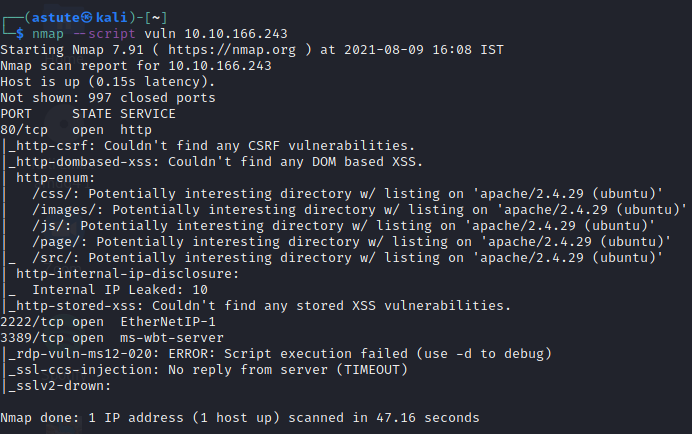 ┌──(astute㉿kali)-[~]
└─$ nmap --script vuln 10.10.166.243
Starting Nmap 7.91 ( https://nmap.org ) at 2021-08-09 16:08 IST
Nmap scan report for 10.10.166.243
Host is up (0.15s latency).
Not shown: 997 closed ports
PORT     STATE SERVICE
80/tcp   open  http
|_http-csrf: Couldn't find any CSRF vulnerabilities.
|_http-dombased-xss: Couldn't find any DOM based XSS.
| http-enum:
|   /css/: Potentially interesting directory w/ listing on 'apache/2.4.29 (ubuntu)'
|   /images/: Potentially interesting directory w/ listing on 'apache/2.4.29 (ubuntu)'
|   /js/: Potentially interesting directory w/ listing on 'apache/2.4.29 (ubuntu)'
|   /page/: Potentially interesting directory w/ listing on 'apache/2.4.29 (ubuntu)'
|_  /src/: Potentially interesting directory w/ listing on 'apache/2.4.29 (ubuntu)'
| http-internal-ip-disclosure:
|_  Internal IP Leaked: 10
|_http-stored-xss: Couldn't find any stored XSS vulnerabilities.
2222/tcp open  EtherNetIP-1
3389/tcp open  ms-wbt-server
|_rdp-vuln-ms12-020: ERROR: Script execution failed (use -d to debug)
|_ssl-ccs-injection: No reply from server (TIMEOUT)
|_sslv2-drown:
Nmap done: 1 IP address (1 host up) scanned in 47.16 seconds